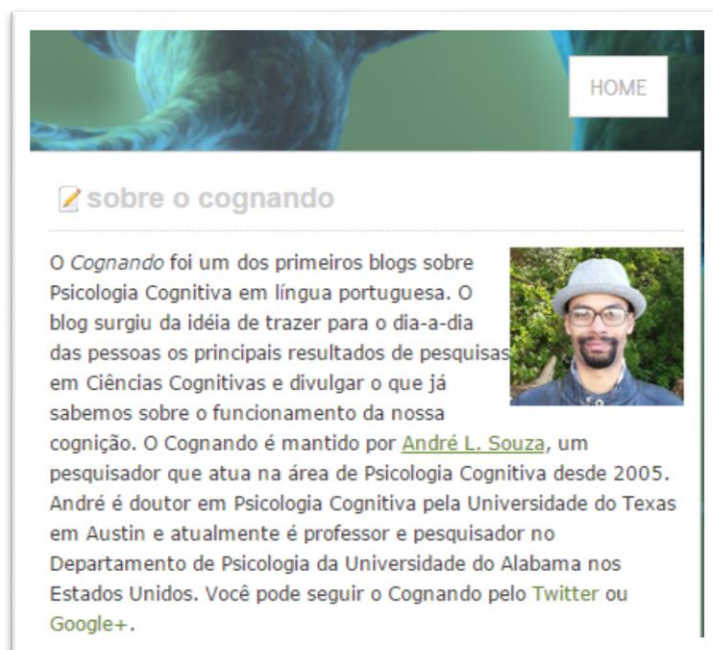 HOME
sobre o cognando
O Cognando foi um dos primeiros blogs sobre
Psicologia Cognitiva em língua portuguesa. O
blog surgiu da idéia de trazer para o dia-a-dia
das pessoas os principais resultados de pesquisas
em Ciências Cognitivas e divulgar o que já
sabemos sobre o funcionamento da nossa
cognição. O Cognando é mantido por André L. Souza, um
pesquisador que atua na área de Psicologia Cognitiva desde 2005.
André é doutor em Psicologia Cognitiva pela Universidade do Texas
em Austin e atualmente é professor e pesquisador no
Departamento de Psicologia da Universidade do Alabama nos
Estados Unidos. Você pode seguir o Cognando pelo Twitter ou
Google+.